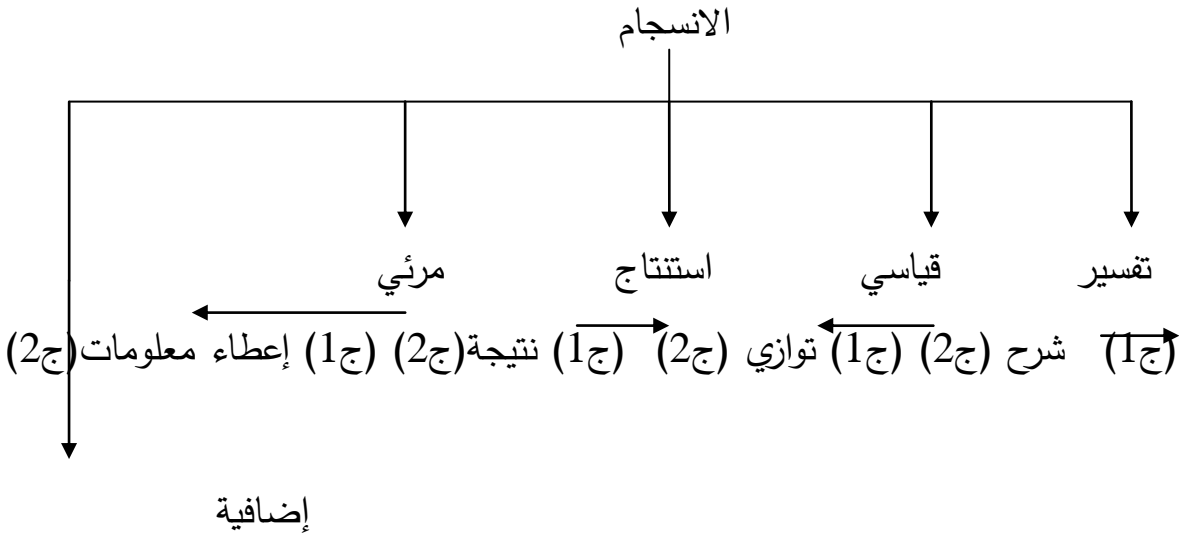 الانسجام
تفسير قياسي استنتاج مرئي
(ج1) شرح (ج2) (ج1) توازي (ج2) (ج1) نتيجة(ج2) (ج1) إعطاء معلومات(ج2)
إضافية